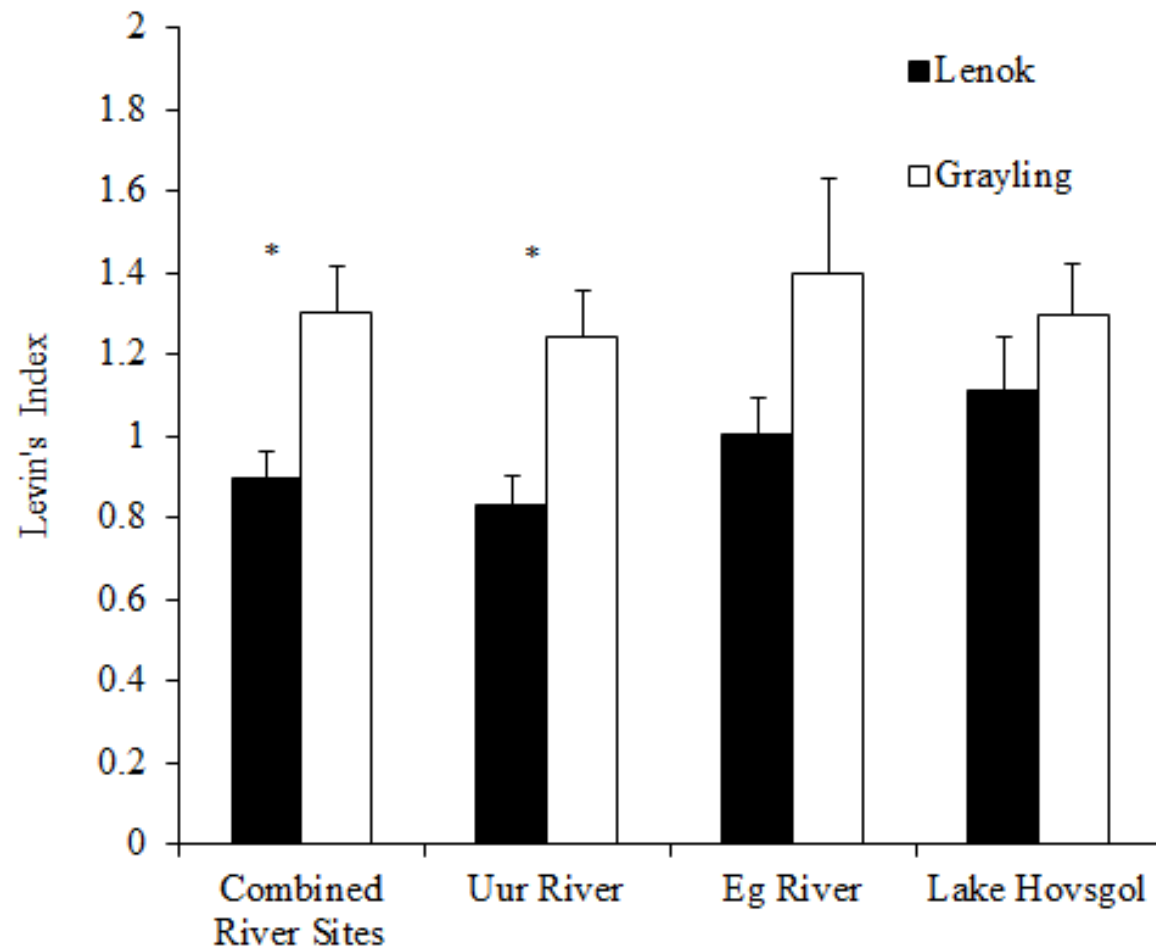 2
1.8
1.6
1.4
1.2
1
0.8
0.6
0.4
0.2
0
Levin's Index
Lenok
Grayling
*
*
Combined
River Sites
Uur River
Eg River
Lake Hovsgol